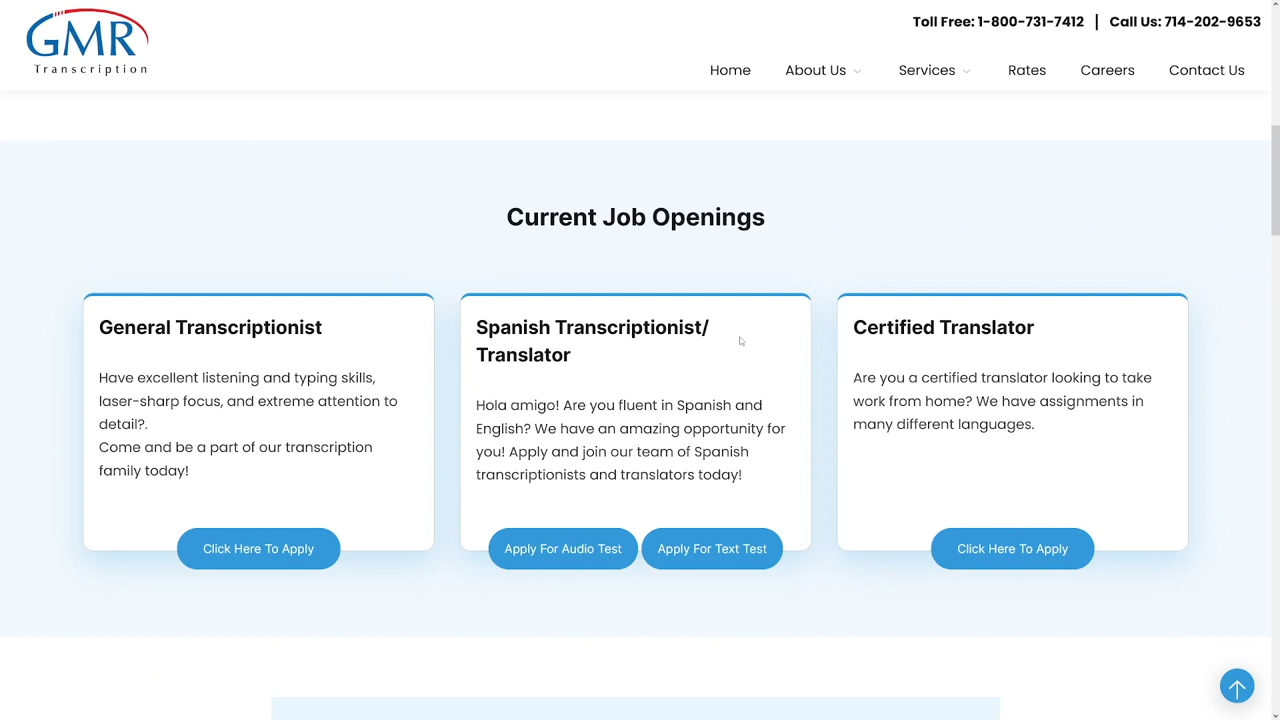 GMR
Transcription
Toll Free: 1-800-731-7412 | Call Us: 714-202-9653
Home About Us Services Rates Careers Contact Us
Current Job Openings
General Transcriptionist
Have excellent listening and typing skills,
laser-sharp focus, and extreme attention to
detail?.
Come and be a part of our transcription
family today!
Click Here To Apply
Spanish Transcriptionist/
Translator
Hola amigo! Are you fluent in Spanish and
English? We have an amazing opportunity for
you! Apply and join our team of Spanish
transcriptionists and translators today!
Apply For Audio Test Apply For Text Test
Certified Translator
Are you a certified translator looking to take
work from home? We have assignments in
many different languages.
Click Here To Apply